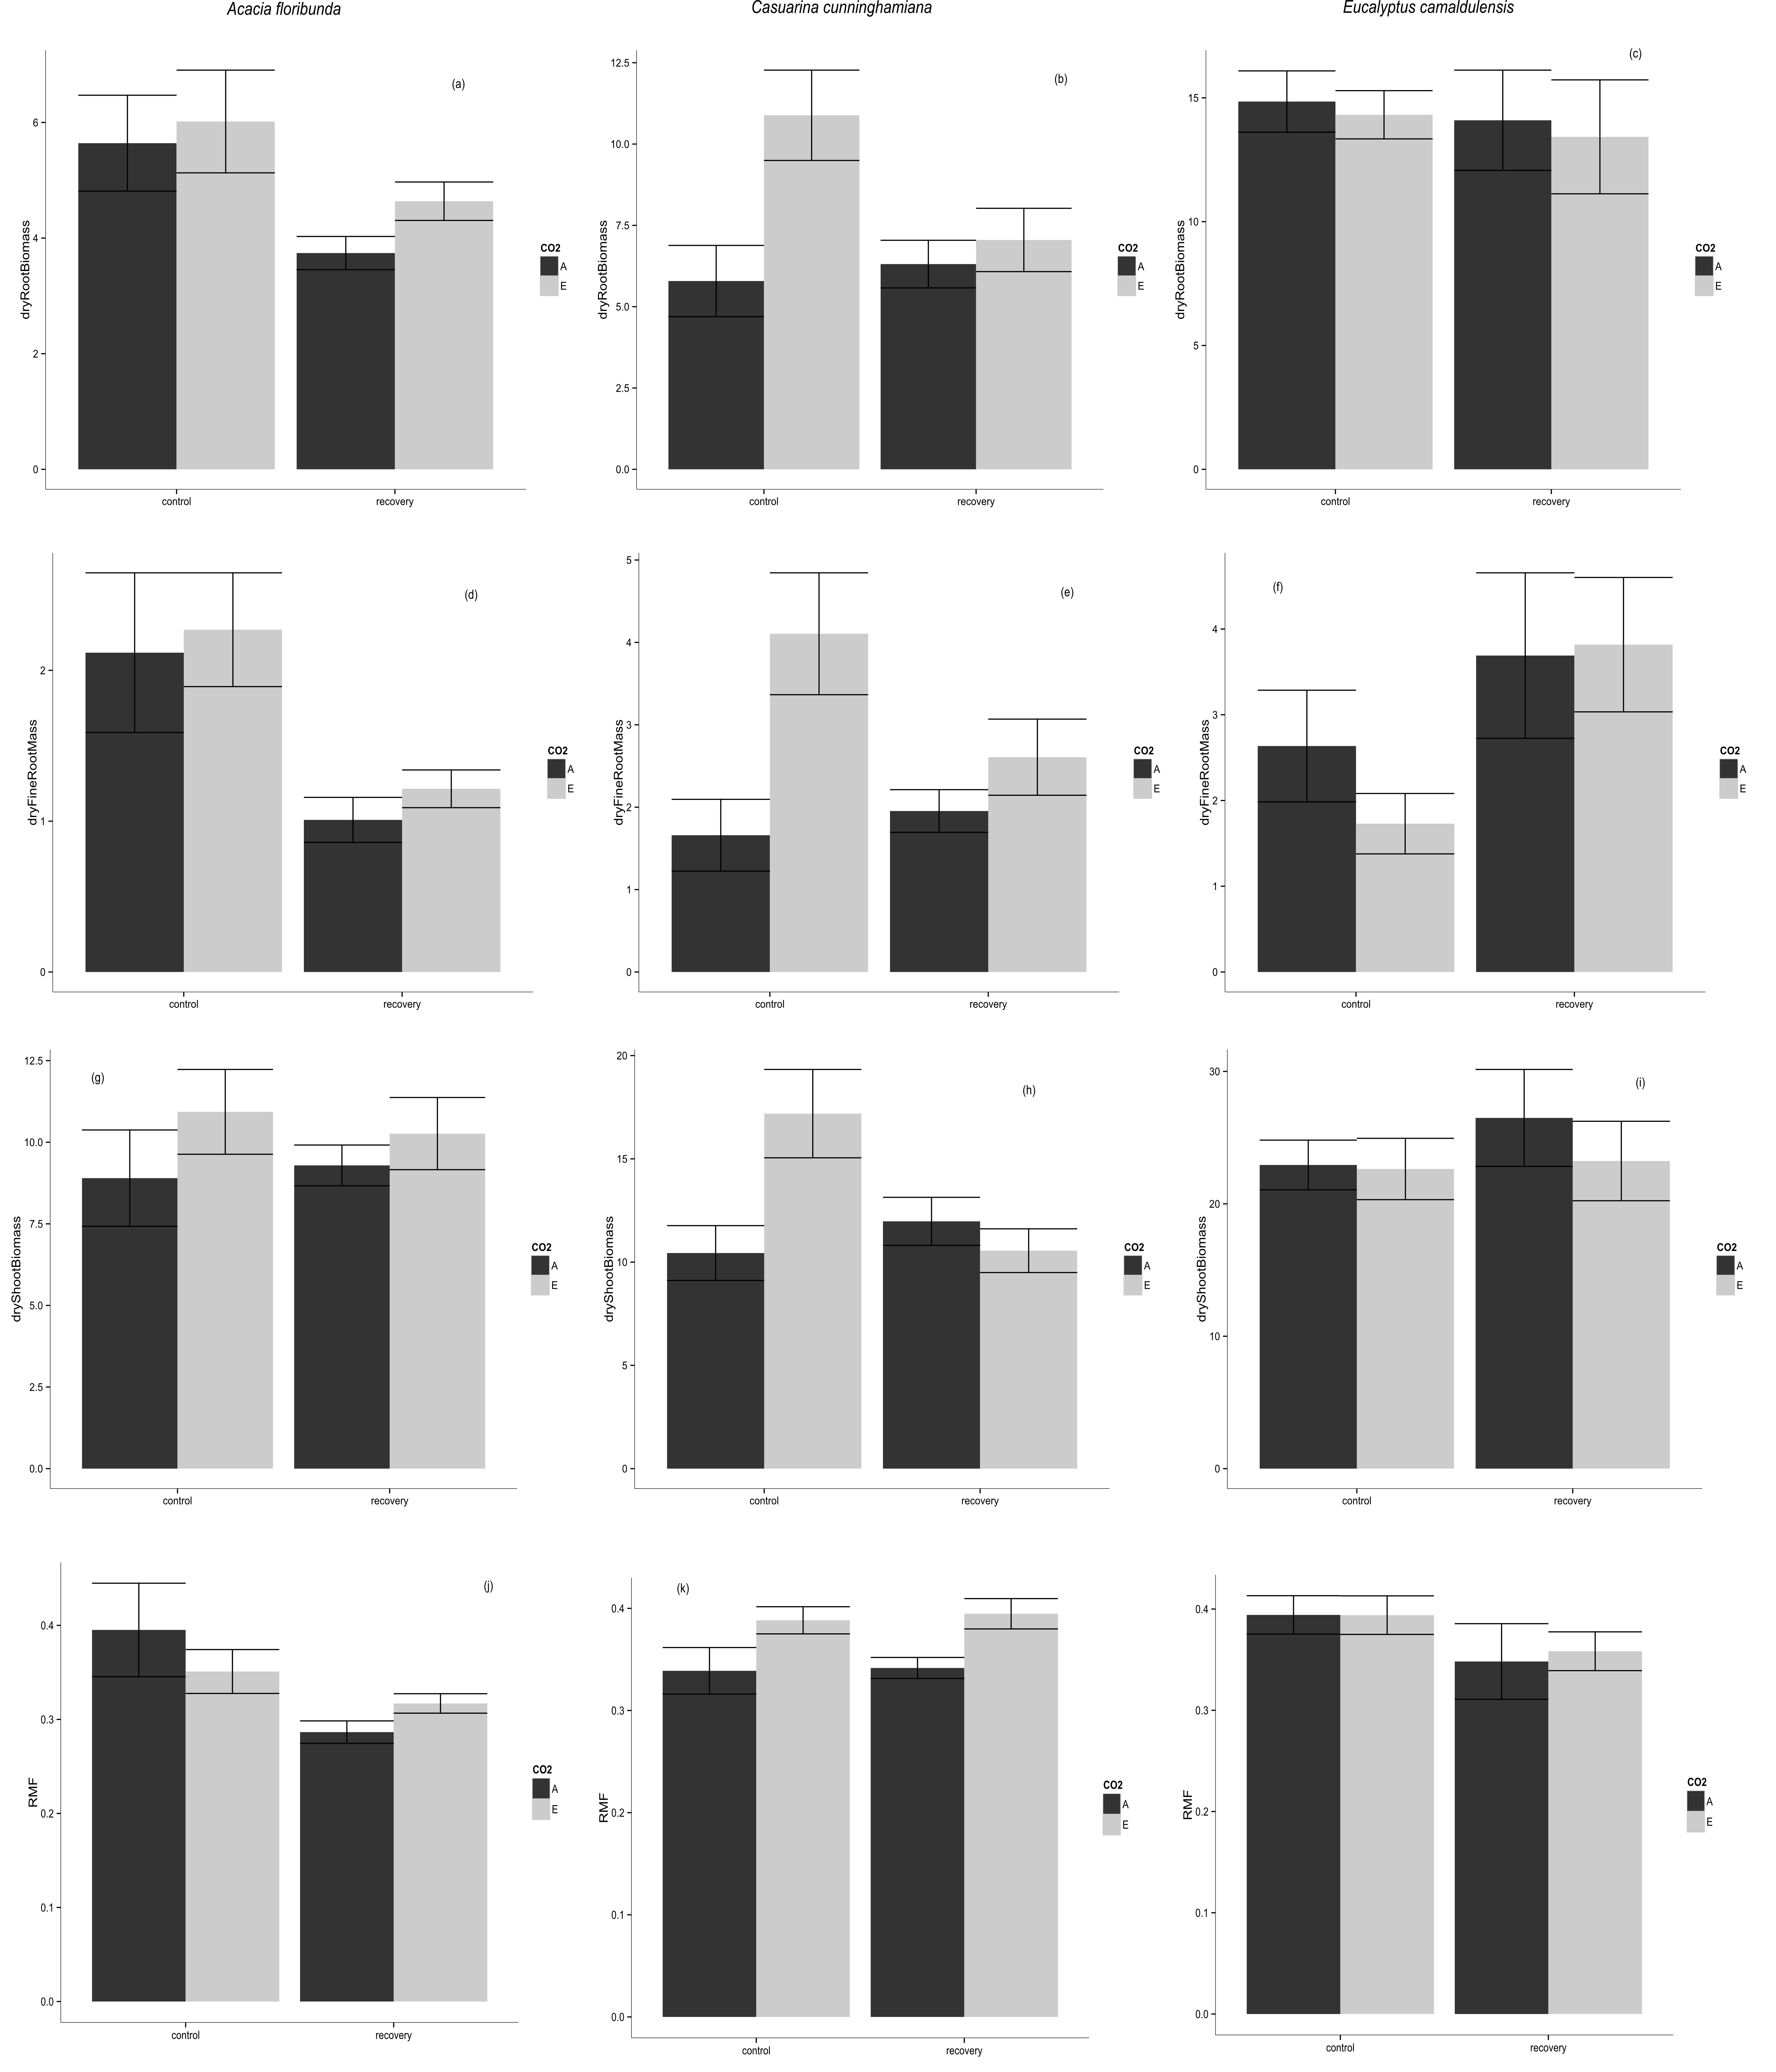 Acacia floribunda
Casuarina cunninghamiana
Eucalyptus camaldulensis
(a)
dryRootBiomass
6
4
2
0
control
recovery
CO2
A
E
(b)
dryRootBiomass
12.5
10.0
7.5
5.0
2.5
0.0
control
recovery
CO2
A
E
(c)
dryRootBiomass
15
10
5
0
control
recovery
CO2
A
E
(d)
dryFineRootMass
2
1
0
control
recovery
CO2
A
E
(e)
dryFineRootMass
5
4
3
2
1
0
control
recovery
CO2
A
E
(f)
dryFineRootMass
4
3
2
1
0
control
recovery
CO2
A
E
(g)
dryShootBiomass
12.5
10.0
7.5
5.0
2.5
0.0
control
recovery
CO2
A
E
(h)
dryShootBiomass
20
15
10
5
0
control
recovery
CO2
A
E
(i)
dryShootBiomass
30
20
10
0
control
recovery
CO2
A
E
(j)
RMF
0.4
0.3
0.2
0.1
0.0
control
recovery
CO2
A
E
(k)
RMF
0.4
0.3
0.2
0.1
0.0
control
recovery
CO2
A
E
RMF
0.4
0.3
0.2
0.1
0.0
control
recovery
CO2
A
E